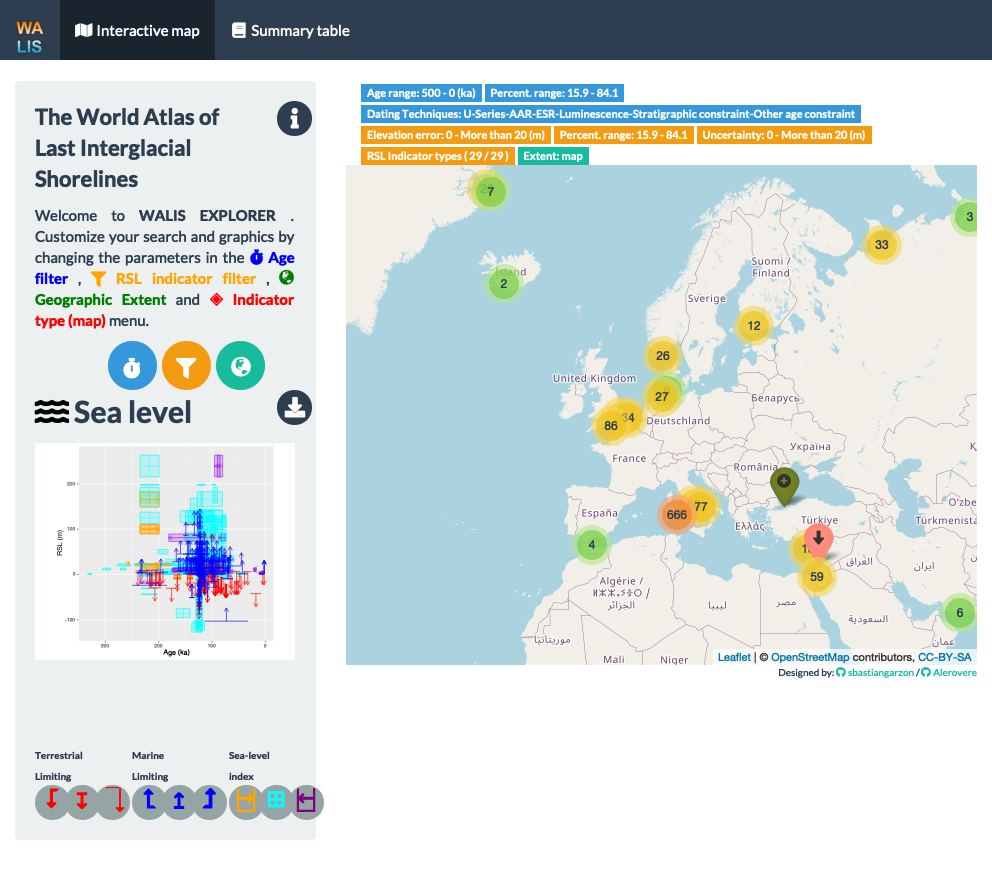 WA
LIS
Interactive map
Summary table
The World Atlas of
Last Interglacial
Shorelines
Welcome to WALIS EXPLORER .
Customize your search and graphics by
changing the parameters in the Age
filter , RSL indicator filter ,
Geographic Extent and Indicator
type (map) menu.
Sea level
RSL (m)
200
100
0
-100
300
200
100
0
Age (ka)
Terrestrial
Limiting
Marine
Limiting
Sea-level
index
Age range: 500 - 0 (ka)
Percent. range: 15.9 - 84.1
Dating Techniques: U-Series-AAR-ESR-Luminescence-Stratigraphic constraint-Other age constraint
Elevation error: 0 - More than 20 (m)
Percent. range: 15.9 - 84.1
Uncertainty: 0 - More than 20 (m)
RSL Indicator types ( 29 / 29 )
Extent: map
7
3
33
Ísland
2
Suomi /
Finland
Sverige
12
26
United Kingdom
27
Беларусь
34
86
Deutschland
Україна
France
România
77
666
España
Ελλάς
Türkiye
O'zbe
Türkmenista
4
59
العراق
ایران
Algérie /
ⵍⵣⵣⴰⵢⴻⵔ /
الجزائر
ليبيا
مصر
السعودية
6
عمان
موريتانيا
Mali
Niger
Leaflet | © OpenStreetMap contributors, CC-BY-SA
Designed by: sbastiangarzon / Alerovere